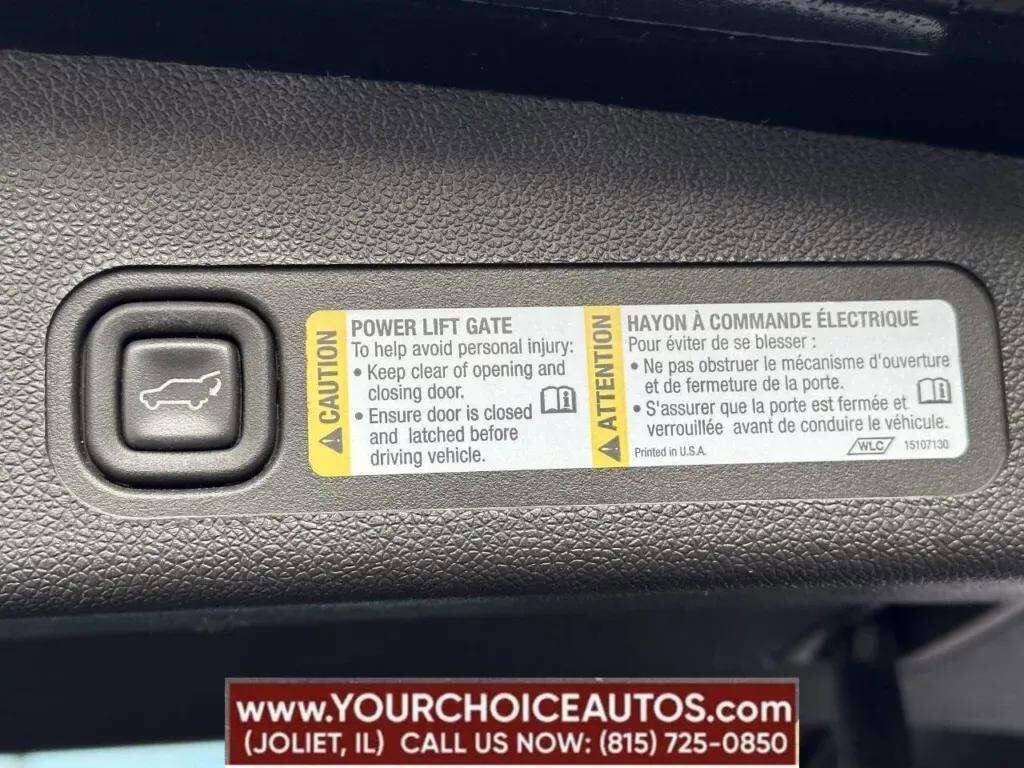 CAUTION
POWER LIFT GATE
To help avoid personal injury:
• Keep clear of opening and
closing door.
• Ensure door is closed
and latched before
driving vehicle.
ATTENTION
HAYON À COMMANDE ÉLECTRIQUE
Pour éviter de se blesser :
• Ne pas obstruer le mécanisme d'ouverture
et de fermeture de la porte.
• S'assurer que la porte est fermée et
verrouillée avant de conduire le véhicule.
Printed in U.S.A.
WLC
15107130
www.YOURCHOICEAUTOS.com
(JOLIET, IL) CALL US NOW: (815) 725-0850